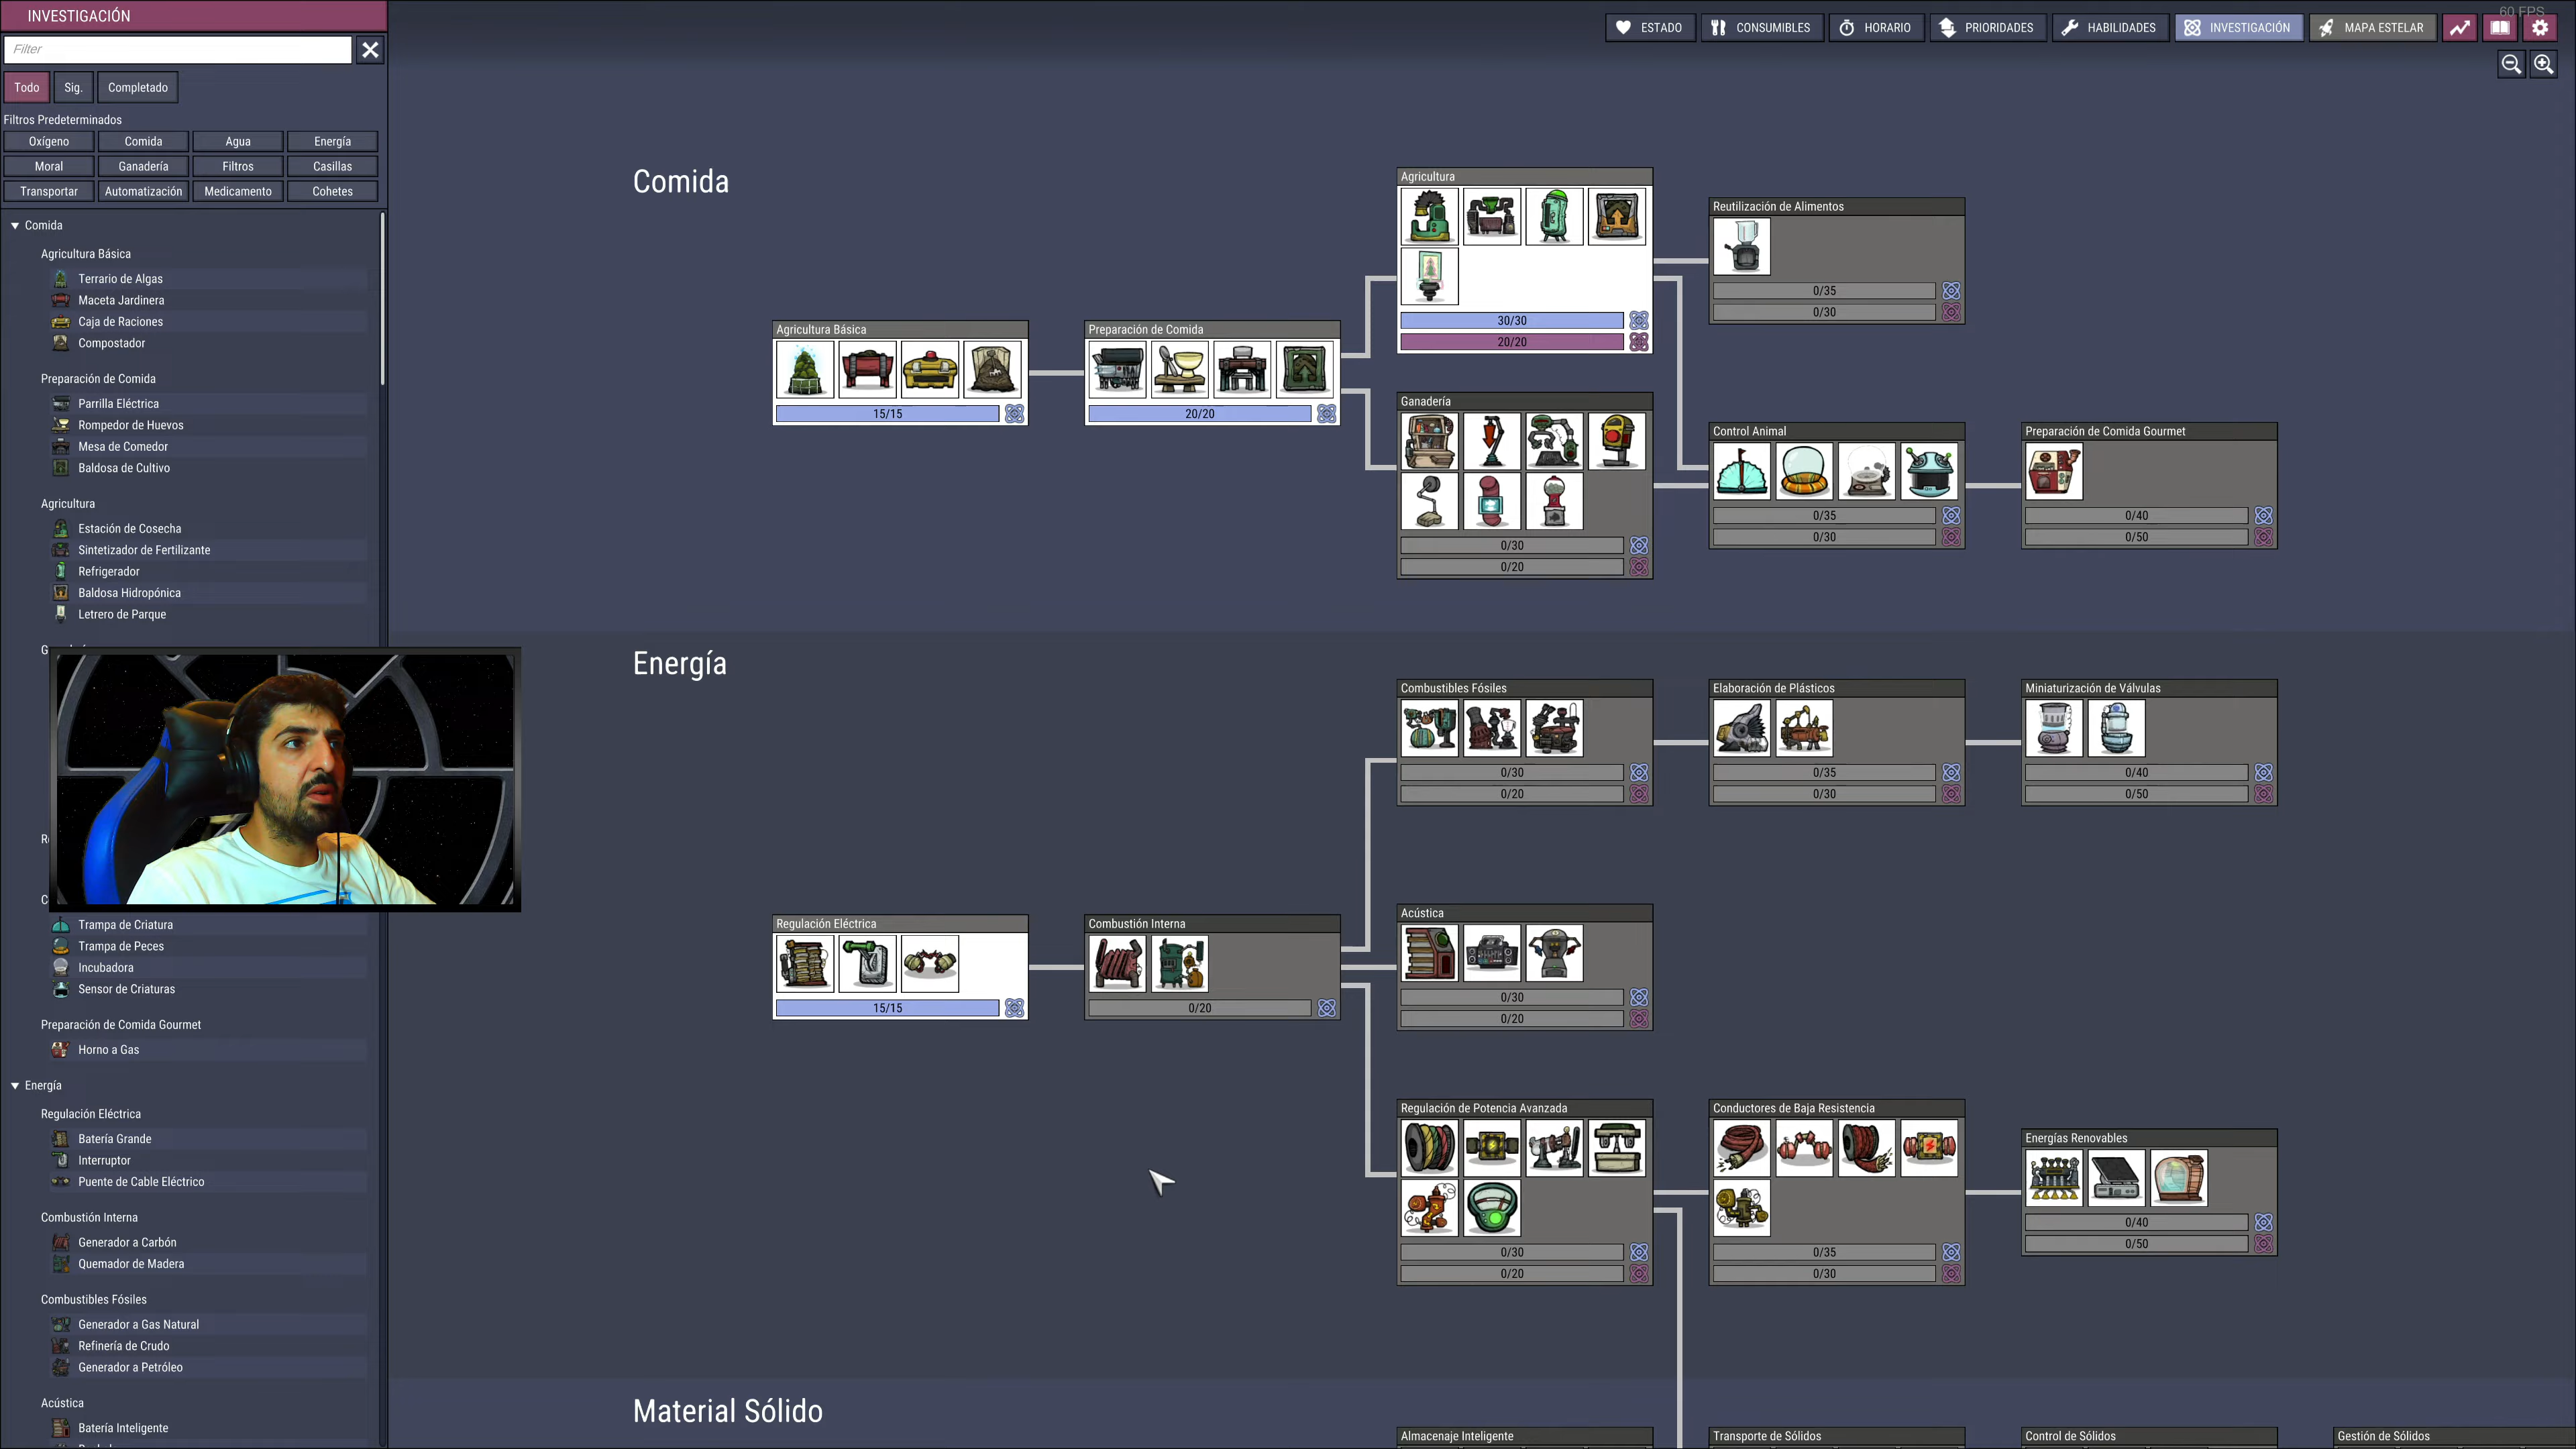 INVESTIGACIÓN
Filter
Todo
Sig.
Completado
Filtros Predeterminados
Oxígeno
Comida
Agua
Energía
Moral
Ganadería
Filtros
Casillas
Transportar
Automatización
Medicamento
Cohetes
Comida
Agricultura Básica
Terrario de Algas
Maceta Jardinera
Caja de Raciones
Compostador
Preparación de Comida
Parrilla Eléctrica
Rompedor de Huevos
Mesa de Comedor
Baldosa de Cultivo
Agricultura
Estación de Cosecha
Sintetizador de Fertilizante
Refrigerador
Baldosa Hidropónica
Letrero de Parque
Trampa de Criatura
Trampa de Peces
Incubadora
Sensor de Criaturas
Preparación de Comida Gourmet
Horno a Gas
Energía
Regulación Eléctrica
Batería Grande
Interruptor
Puente de Cable Eléctrico
Combustión Interna
Generador a Carbón
Quemador de Madera
Combustibles Fósiles
Generador a Gas Natural
Refinería de Crudo
Generador a Petróleo
Acústica
Batería Inteligente
ESTADO
CONSUMIBLES
HORARIO
PRIORIDADES
HABILIDADES
INVESTIGACIÓN
MAPA ESTELAR
60 FPS
Comida
Agricultura Básica
15/15
Preparación de Comida
20/20
Agricultura
30/30
20/20
Reutilización de Alimentos
0/35
0/30
Ganadería
0/30
0/20
Control Animal
0/35
0/30
Preparación de Comida Gourmet
0/40
0/50
Energía
Combustibles Fósiles
0/30
0/20
Elaboración de Plásticos
0/35
0/30
Miniaturización de Válvulas
0/40
0/50
Regulación Eléctrica
15/15
Combustión Interna
0/20
Acústica
0/30
0/20
Regulación de Potencia Avanzada
0/30
0/20
Conductores de Baja Resistencia
0/35
0/30
Energías Renovables
0/40
0/50
Material Sólido
Almacenaje Inteligente
Transporte de Sólidos
Control de Sólidos
Gestión de Sólidos